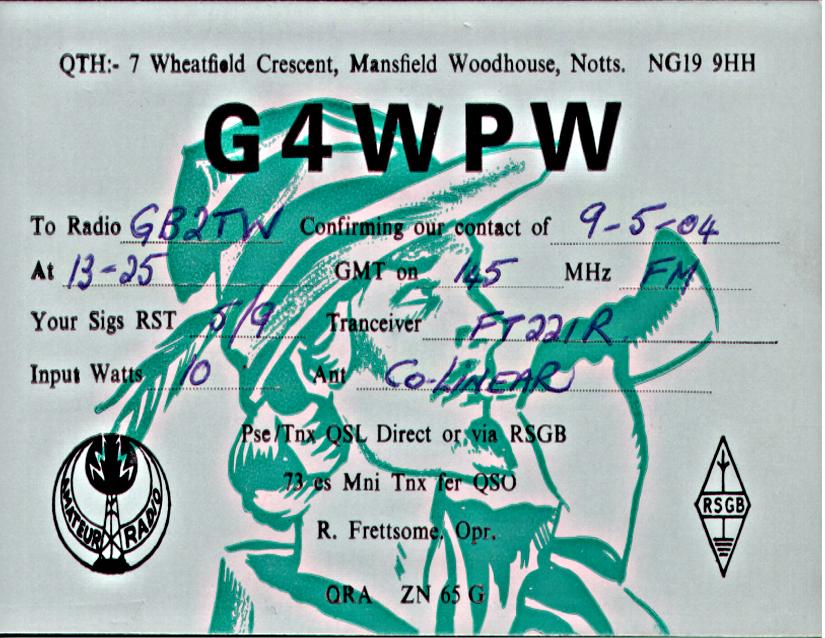 QTH:- 7 Wheatfield Crescent, Mansfield Woodhouse, Notts. NG19 9HH
G4WPW
To Radio GB2TW Confirming our contact of 9-5-04
At 13-25 GMT on 145 MHz FM
Your Sigs RST 5/9 Tranceiver FT221R
Input Watts 10 Ant CO-LINEAR
Pse/Tnx QSL Direct or via RSGB
73 es Mni Tnx fer QSO
AMATEUR RADIO
RSGB
R. Frettsome, Opr.
QRA ZN 65 G